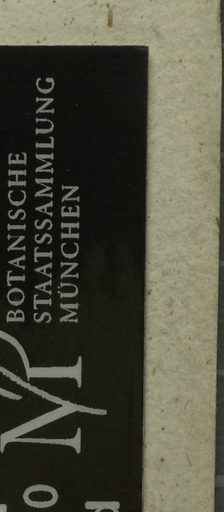 BOTANISCHE
STAATSSAMMLUNG
MÜNCHEN
M